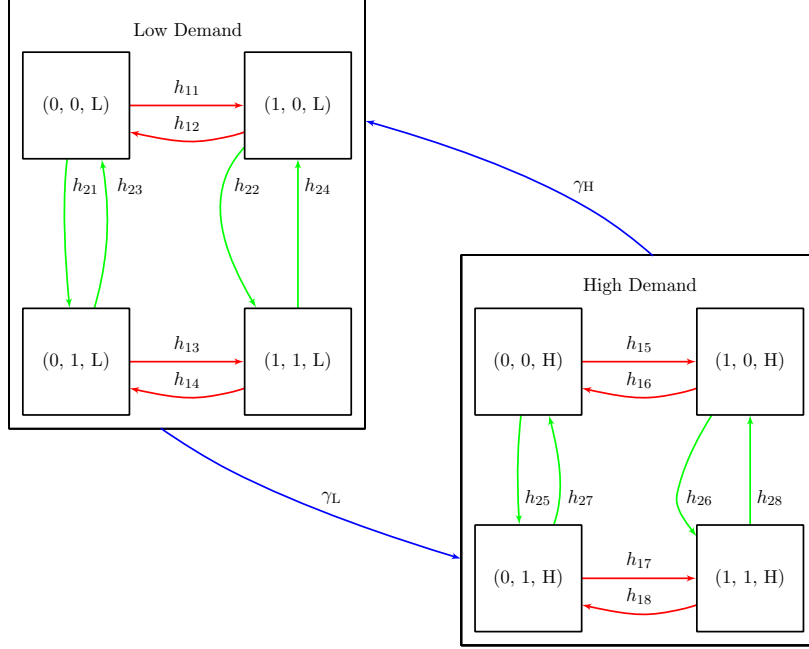 Low Demand
(0, 0, L)
h11
h12
(1, 0, L)
h21
h23
h22
h24
(0, 1, L)
h13
h14
(1, 1, L)
γH
γL
High Demand
(0, 0, H)
h15
h16
(1, 0, H)
h25
h27
h26
h28
(0, 1, H)
h17
h18
(1, 1, H)